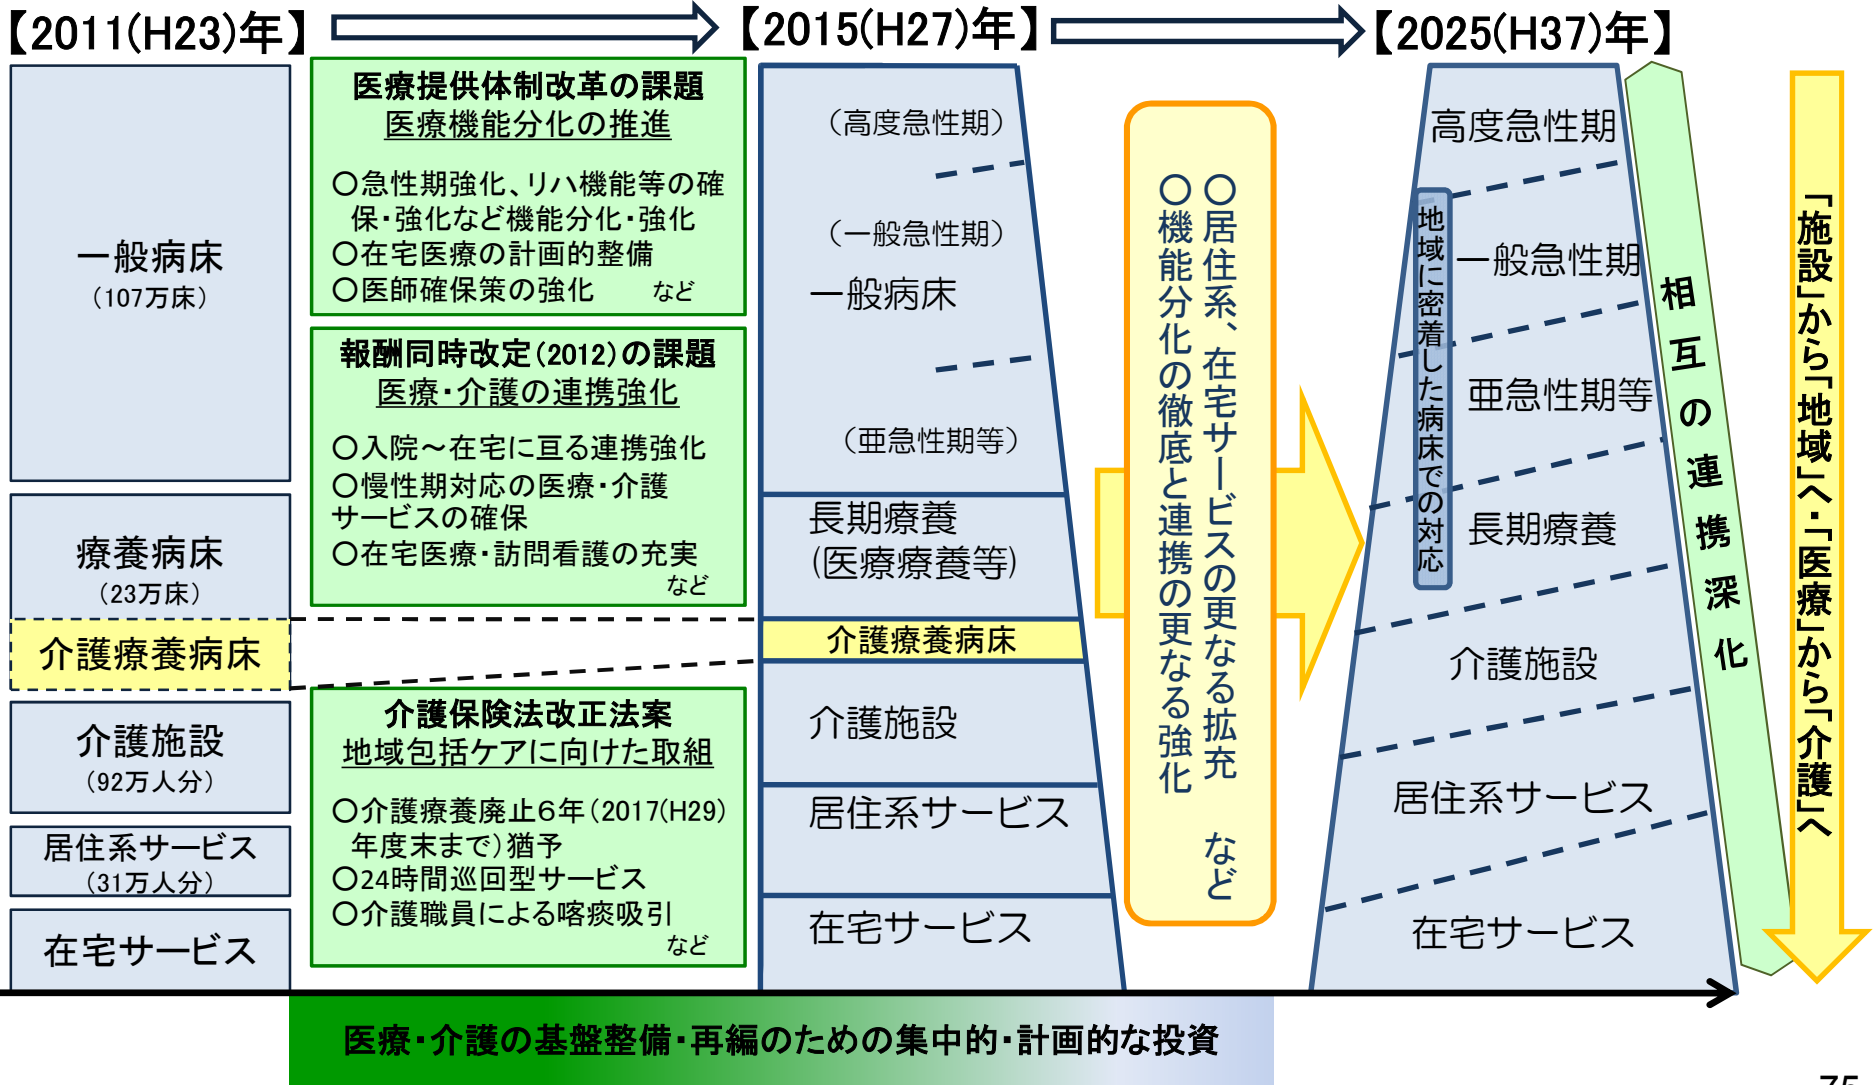 【2011(H23)年】
【2015(H27)年】
【2025(H37)年】
一般病床
（107万床）
療養病床
（23万床）
介護療養病床
介護施設
（92万人分）
居住系サービス
（31万人分）
在宅サービス
医療提供体制改革の課題
医療機能分化の推進
○急性期強化、リハ機能等の確
保・強化など機能分化・強化
○在宅医療の計画的整備
○医師確保策の強化 など
報酬同時改定（2012）の課題
医療・介護の連携強化
○入院～在宅に亘る連携強化
○慢性期対応の医療・介護
サービスの確保
○在宅医療・訪問看護の充実
など
介護保険法改正法案
地域包括ケアに向けた取組
○介護療養廃止６年（2017(H29)
年度末まで）猶予
○24時間巡回型サービス
○介護職員による喀痰吸引
など
（高度急性期）
（一般急性期）
一般病床
（亜急性期等）
長期療養
(医療療養等)
介護療養病床
介護施設
居住系サービス
在宅サービス
○居住系、在宅サービスの更なる拡充 など
○機能分化の徹底と連携の更なる強化
高度急性期
一般急性期
亜急性期等
長期療養
介護施設
居住系サービス
在宅サービス
地域に密着した病床での対応
相互の連携深化
「施設」から「地域」へ・「医療」から「介護」へ
医療・介護の基盤整備・再編のための集中的・計画的な投資
75